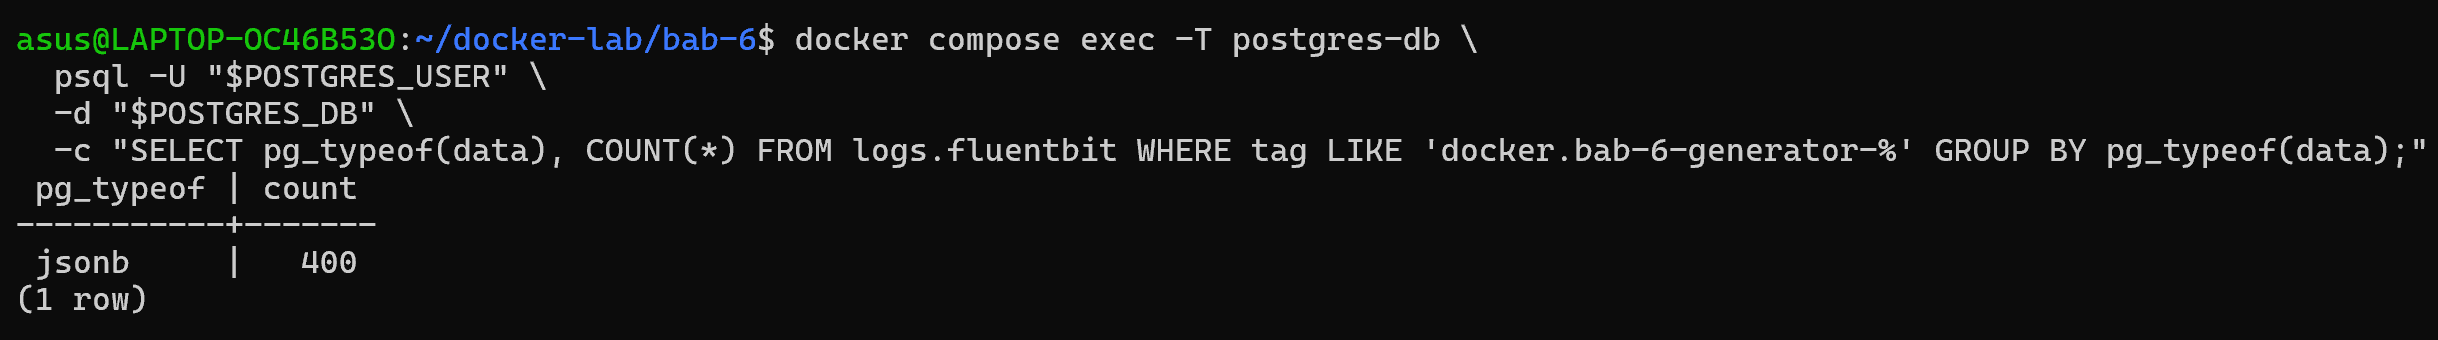 asus@LAPTOP-OC46B53O:~/docker-lab/bab-6$ docker compose exec -T postgres-db \
  psql -U "$POSTGRES_USER" \
  -d "$POSTGRES_DB" \
  -c "SELECT pg_typeof(data), COUNT(*) FROM logs.fluentbit WHERE tag LIKE 'docker.bab-6-generator-%' GROUP BY pg_typeof(data);"
 pg_typeof | count
-----------+-------
 jsonb     |   400
(1 row)